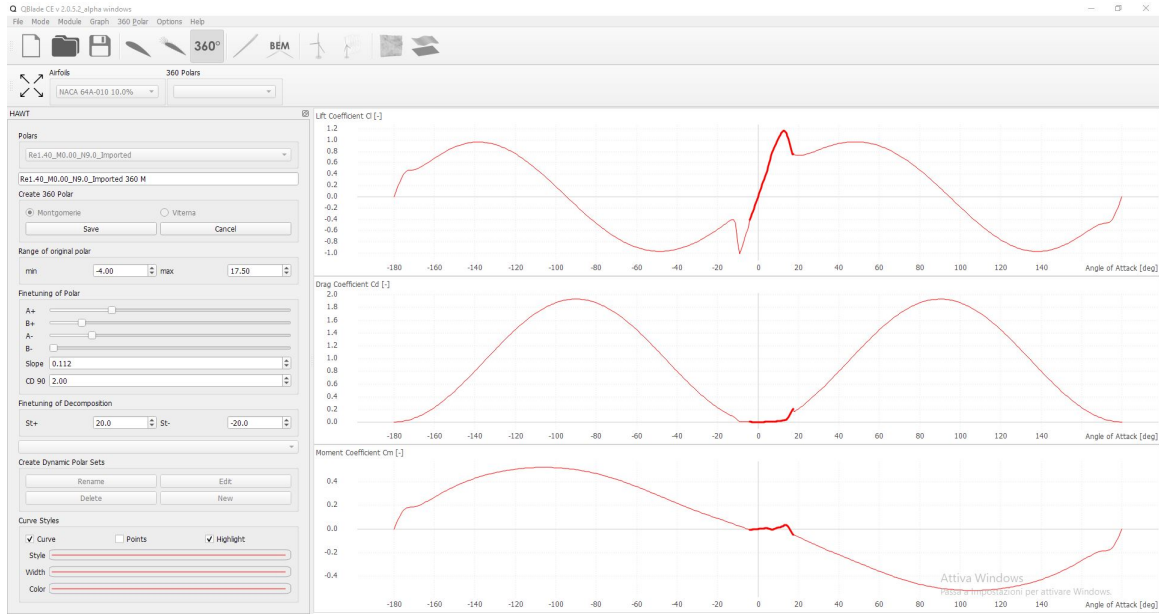 QBlade CE v 2.0.5.2_alpha windows
File Mode Module Graph 360 Polar Options Help
360° BEM
Airfoils 360 Polars
NACA 64A-010 10.0%
HAWT
Polars
Re1.40_M0.00_N9.0_Imported
Re1.40_M0.00_N9.0_Imported 360 M
Create 360 Polar
Montgomerie Viterna
Save Cancel
Range of original polar
min -4.00 max 17.50
Finetuning of Polar
A+
B+
A-
B-
Slope 0.112
CD 90 2.00
Finetuning of Decomposition
St+ 20.0 St- -20.0
Create Dynamic Polar Sets
Rename Edit
Delete New
Curve Styles
Curve Points Highlight
Style
Width
Color
Lift Coefficient Cl [-]
1.2
1.0
0.8
0.6
0.4
0.2
0.0
-0.2
-0.4
-0.6
-0.8
-1.0
-180 -160 -140 -120 -100 -80 -60 -40 -20 0 20 40 60 80 100 120 140 Angle of Attack [deg]
Drag Coefficient Cd [-]
2.0
1.8
1.6
1.4
1.2
1.0
0.8
0.6
0.4
0.2
0.0
-180 -160 -140 -120 -100 -80 -60 -40 -20 0 20 40 60 80 100 120 140 Angle of Attack [deg]
Moment Coefficient Cm [-]
0.4
0.2
0.0
-0.2
-0.4
-180 -160 -140 -120 -100 -80 -60 -40 -20 0 20 40 60 80 100 120 140 Angle of Attack [deg]
Attiva Windows
Passa a Impostazioni per attivare Windows.